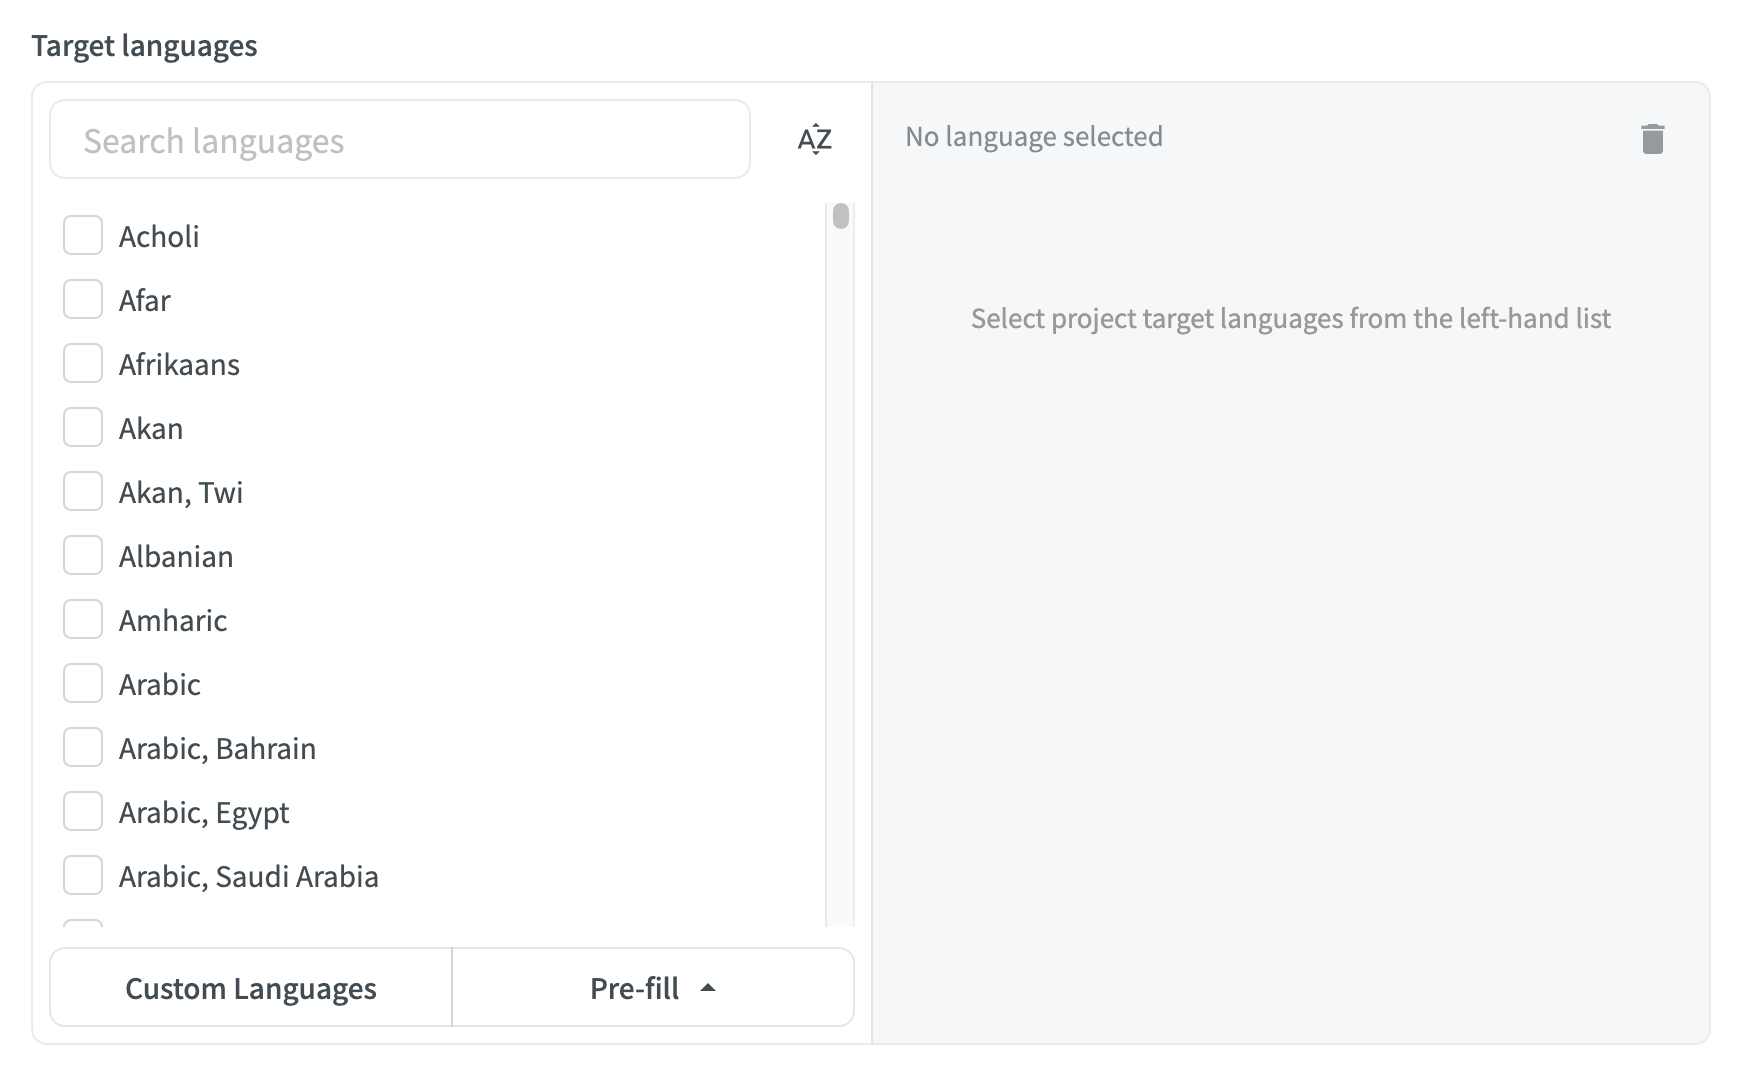 Target languages
Search languages
AZ
No language selected
Select project target languages from the left-hand list
Acholi
Afar
Afrikaans
Akan
Akan, Twi
Albanian
Amharic
Arabic
Arabic, Bahrain
Arabic, Egypt
Arabic, Saudi Arabia
Custom Languages
Pre-fill